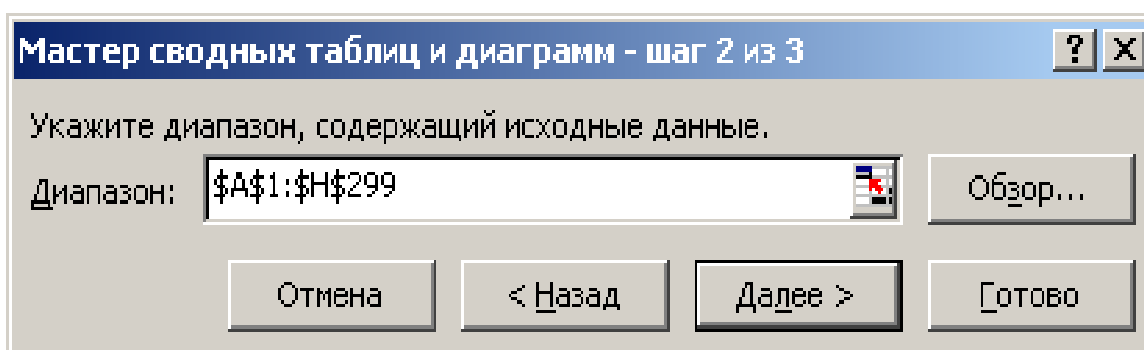 Мастер сводных таблиц и диаграмм - шаг 2 из 3
Укажите диапазон, содержащий исходные данные.
Диапазон: $A$1:$H$299 Обзор...
Отмена < Назад Далее > Готово